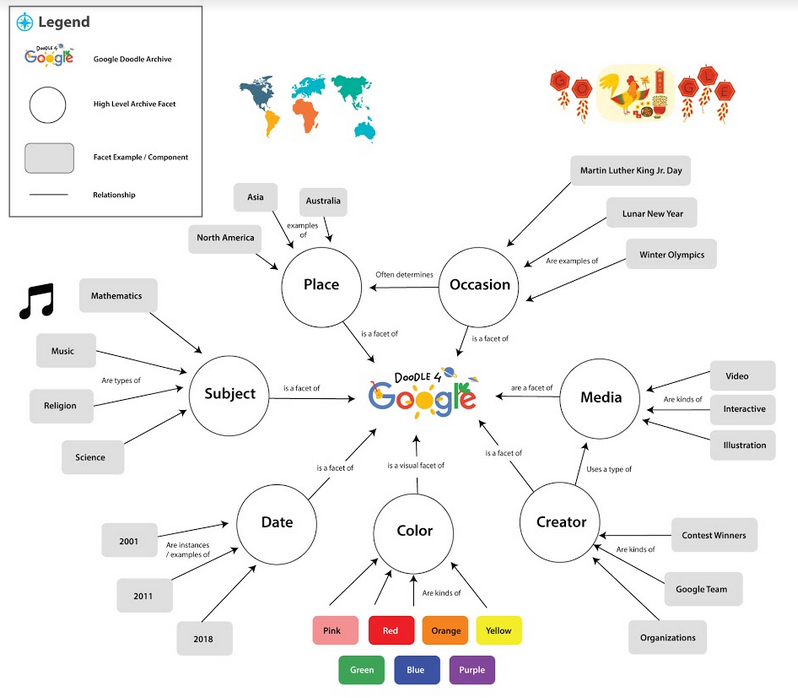 Legend
DOODLE 4
Google
Google Doodle Archive
High Level Archive Facet
Facet Example / Component
Relationship
G O G L E
Martin Luther King Jr. Day
Lunar New Year
Are examples of
Winter Olympics
Asia
Australia
examples
of
North America
Place
Often determines
Occasion
is a facet of
is a facet of
Mathematics
Music
Are types of
Religion
Science
Subject
is a facet of
DOODLE 4
Google
are a facet of
Media
Video
Are kinds of
Interactive
Illustration
is a facet of
is a visual facet of
is a facet of
Uses a type of
Date
Color
Creator
2001
Are instances
/ examples of
2011
2018
Contest Winners
Are kinds of
Google Team
Organizations
Are kinds of
Pink
Red
Orange
Yellow
Green
Blue
Purple